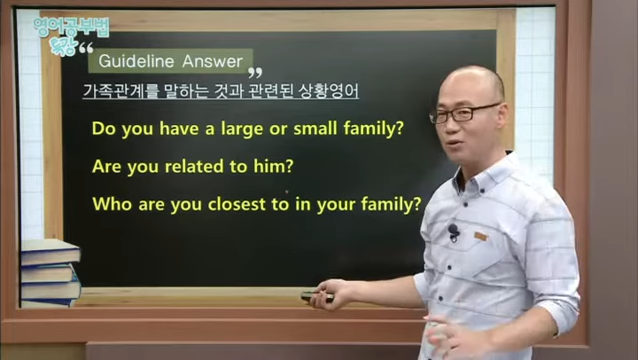 영어공부법
특강
“Guideline Answer”
가족관계를 말하는 것과 관련된 상황영어
Do you have a large or small family?
Are you related to him?
Who are you closest to in your family?